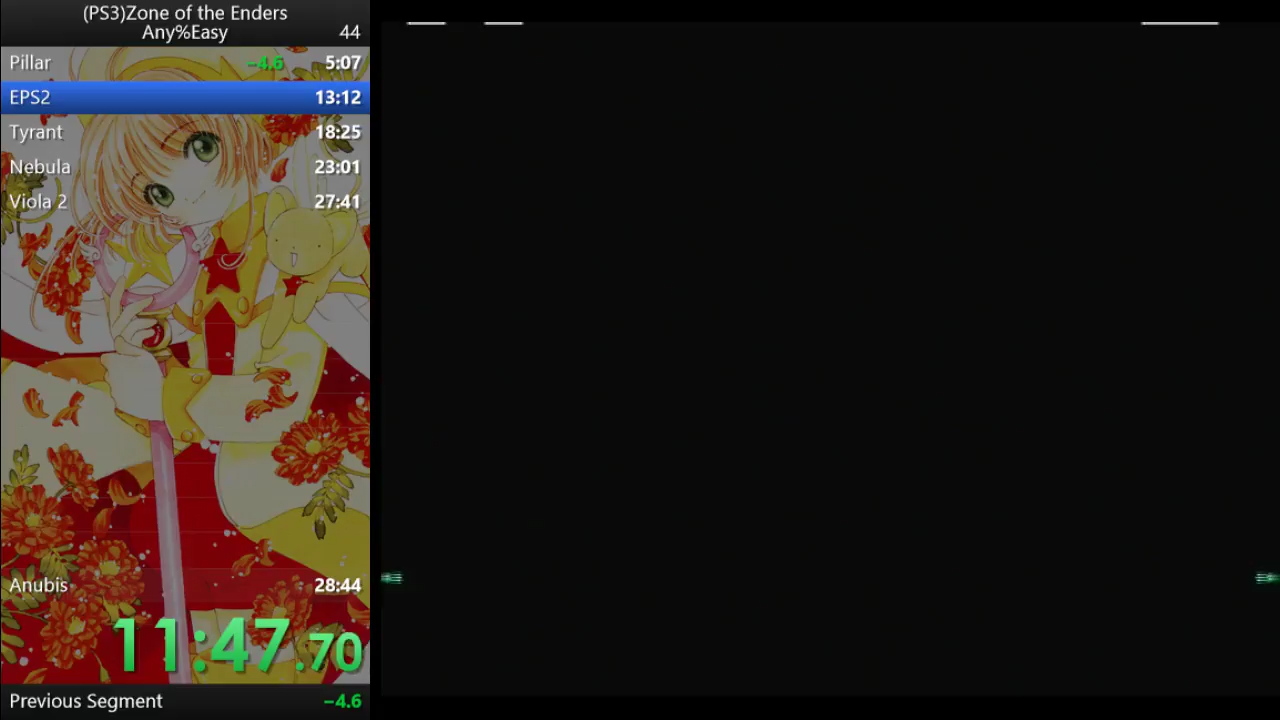 (PS3)Zone of the Enders
Any%Easy 44
Pillar −4.6 5:07
EPS2 13:12
Tyrant 18:25
Nebula 23:01
Viola 2 27:41
Anubis 28:44
11:47.70
Previous Segment −4.6